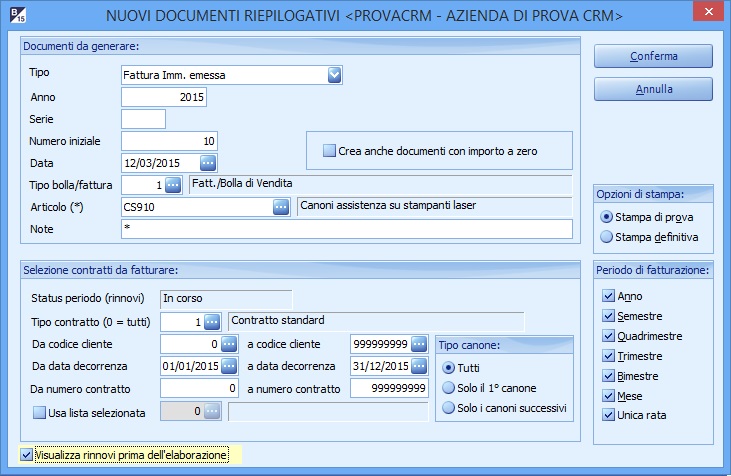 B 15 NUOVI DOCUMENTI RIEPILOGATIVI <PROVACRM - AZIENDA DI PROVA CRM>
Documenti da generare:
Tipo Fattura Imm. emessa
Anno 2015
Serie
Numero iniziale 10
Data 12/03/2015 ...
Crea anche documenti con importo a zero
Tipo bolla/fattura 1 ... Fatt./Bolla di Vendita
Articolo (*) CS910 ... Canoni assistenza su stampanti laser
Note *
Conferma
Annulla
Opzioni di stampa:
Stampa di prova
Stampa definitiva
Selezione contratti da fatturare:
Status periodo (rinnovi) In corso
Tipo contratto (0 = tutti) 1 ... Contratto standard
Da codice cliente 0 ... a codice cliente 999999999 ...
Da data decorrenza 01/01/2015 ... a data decorrenza 31/12/2015 ...
Da numero contratto 0 a numero contratto 999999999
Usa lista selezionata 0 ...
Tipo canone:
Tutti
Solo il 1° canone
Solo i canoni successivi
Periodo di fatturazione:
Anno
Semestre
Quadrimestre
Trimestre
Bimestre
Mese
Unica rata
Visualizza rinnovi prima dell'elaborazione